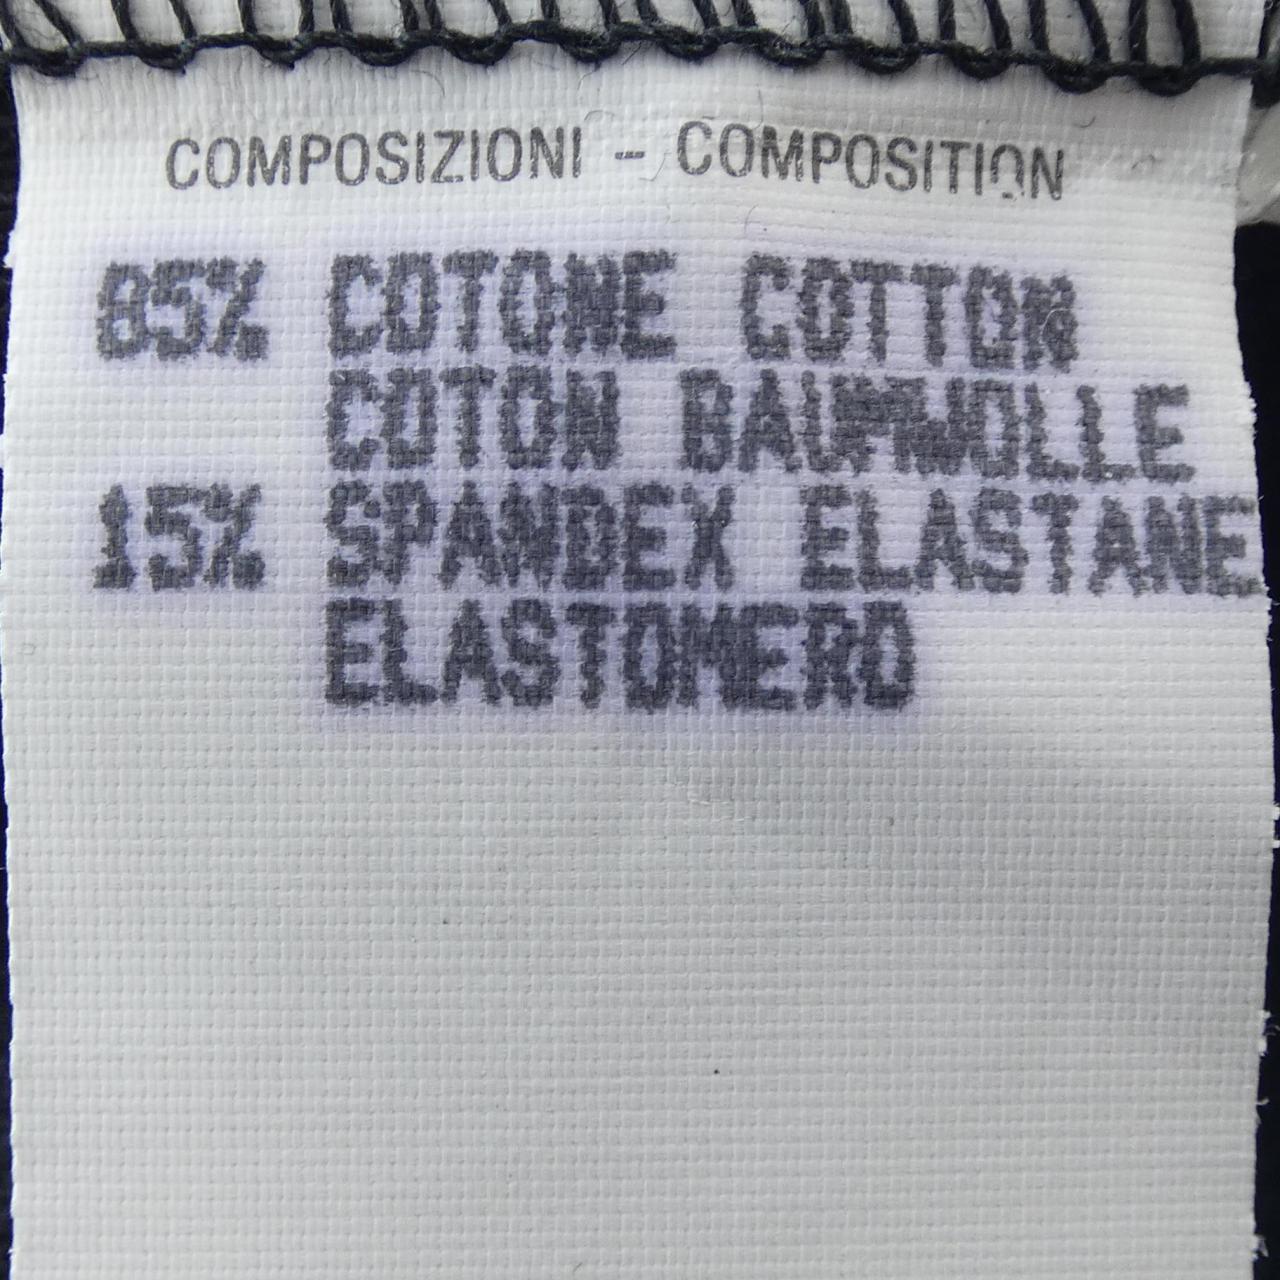 COMPOSIZIONI - COMPOSITION
85% COTONE COTTON
COTON BAUMWOLLE
15% SPANDEX ELASTANE
ELASTOMERO